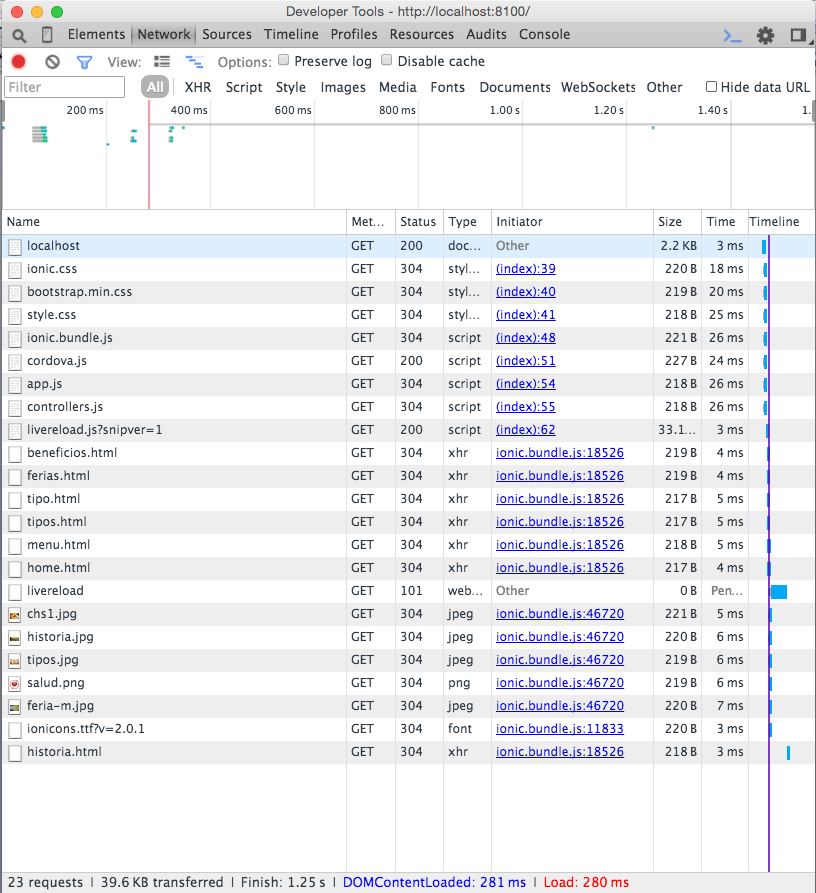 Developer Tools - http://localhost:8100/
Elements Network Sources Timeline Profiles Resources Audits Console
View: Options: Preserve log Disable cache
Filter All XHR Script Style Images Media Fonts Documents WebSockets Other Hide data URL
200 ms 400 ms 600 ms 800 ms 1.00 s 1.20 s 1.40 s 1.
Name Met... Status Type Initiator Size Time Timeline
localhost GET 200 doc... Other 2.2 KB 3 ms
ionic.css GET 304 styl... (index):39 220 B 18 ms
bootstrap.min.css GET 304 styl... (index):40 219 B 20 ms
style.css GET 304 styl... (index):41 218 B 25 ms
ionic.bundle.js GET 304 script (index):48 221 B 26 ms
cordova.js GET 200 script (index):51 227 B 24 ms
app.js GET 304 script (index):54 218 B 26 ms
controllers.js GET 304 script (index):55 218 B 26 ms
livereload.js?snipver=1 GET 200 script (index):62 33.1... 3 ms
beneficios.html GET 304 xhr ionic.bundle.js:18526 219 B 4 ms
ferias.html GET 304 xhr ionic.bundle.js:18526 219 B 4 ms
tipo.html GET 304 xhr ionic.bundle.js:18526 217 B 5 ms
tipos.html GET 304 xhr ionic.bundle.js:18526 217 B 5 ms
menu.html GET 304 xhr ionic.bundle.js:18526 218 B 5 ms
home.html GET 304 xhr ionic.bundle.js:18526 217 B 4 ms
livereload GET 101 web... Other 0 B Pen...
chs1.jpg GET 304 jpeg ionic.bundle.js:46720 221 B 5 ms
historia.jpg GET 304 jpeg ionic.bundle.js:46720 220 B 6 ms
tipos.jpg GET 304 jpeg ionic.bundle.js:46720 219 B 6 ms
salud.png GET 304 png ionic.bundle.js:46720 219 B 6 ms
feria-m.jpg GET 304 jpeg ionic.bundle.js:46720 220 B 7 ms
ionicons.ttf?v=2.0.1 GET 304 font ionic.bundle.js:11833 220 B 3 ms
historia.html GET 304 xhr ionic.bundle.js:18526 218 B 3 ms
23 requests | 39.6 KB transferred | Finish: 1.25 s | DOMContentLoaded: 281 ms | Load: 280 ms